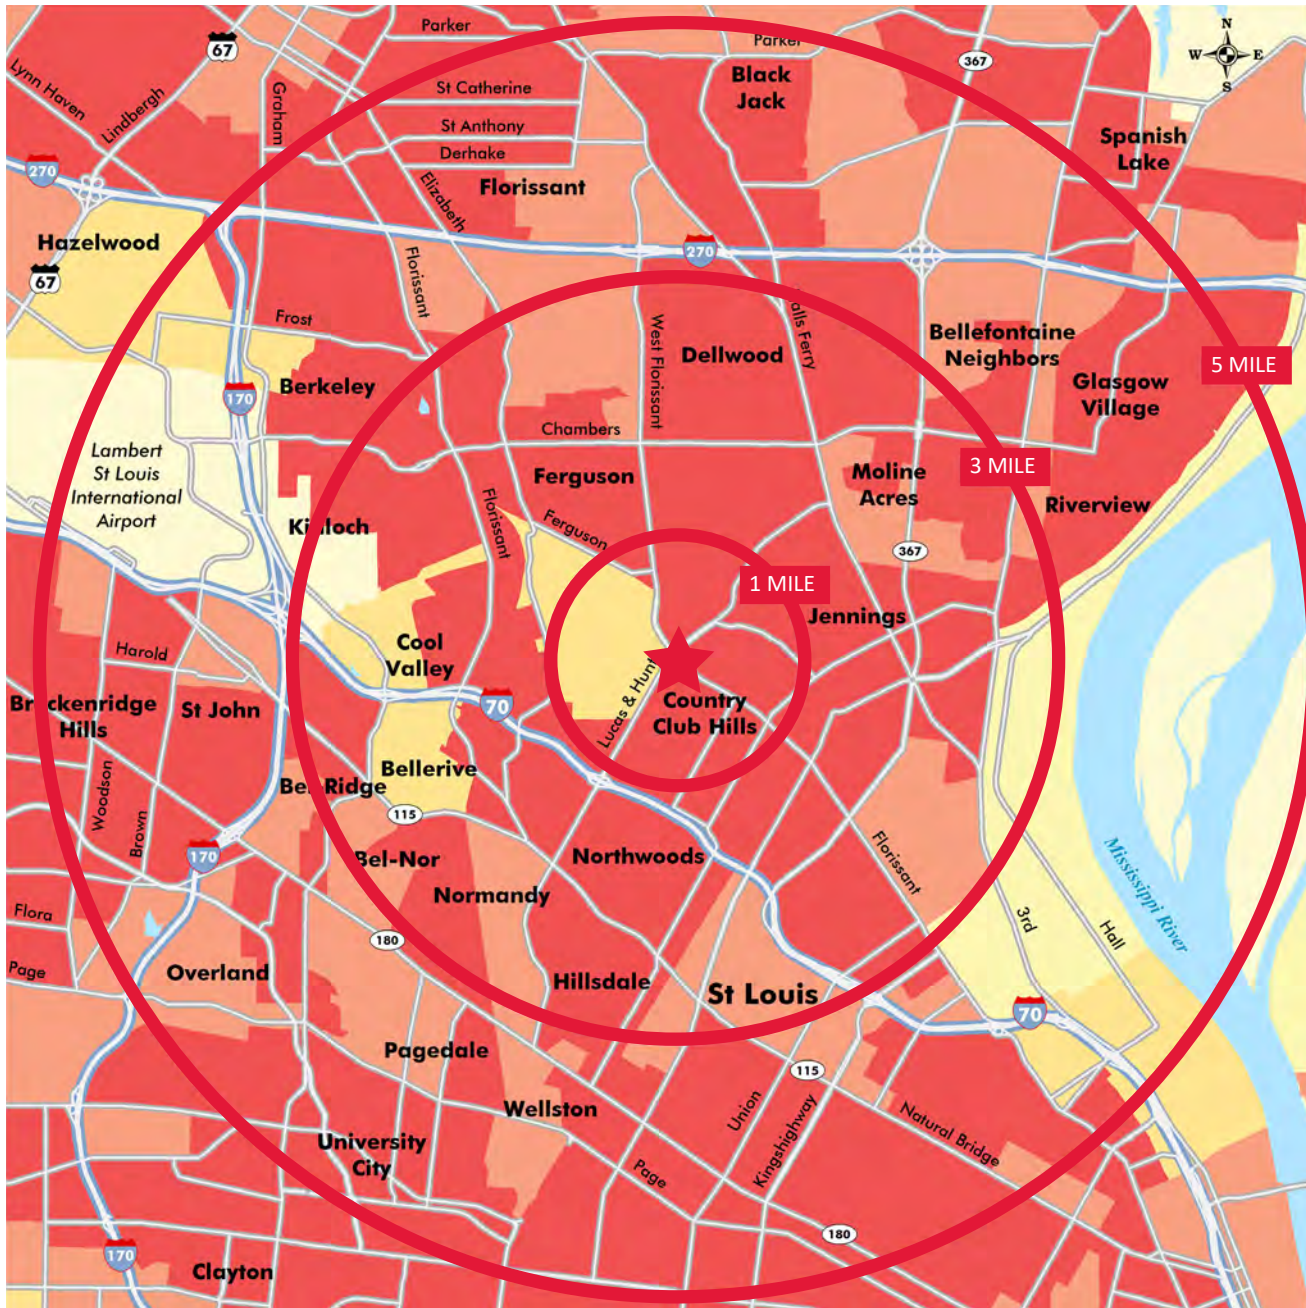 Parker
67
Parker
367
N
W
E
S
Lynn Haven
Lindbergh
Graham
St Catherine
Black
Jack
St Anthony
Derhake
Spanish
Lake
270
Elizabeth
Florissant
Hazelwood
67
Florissant
270
Frost
West Florissant
Dellwood
Bellefontaine
Neighbors
5 MILE
Berkeley
170
Glasgow
Village
Chambers
Lambert
St Louis
International
Airport
Ferguson
Moline
Acres
3 MILE
Riverview
Florissant
Ferguson
367
1 MILE
Jennings
Harold
Cool
Valley
Hills
St John
70
Lucas & Hunt
Country
Club Hills
Bellerive
Woodson
Brown
115
170
Bel-Nor
Northwoods
Florissant
Mississippi River
Normandy
Flora
180
3rd
Hall
Page
Overland
Hillsdale
St Louis
70
Pagedale
115
Wellston
Union
Kingshighway
Natural Bridge
University
City
Page
180
170
Clayton